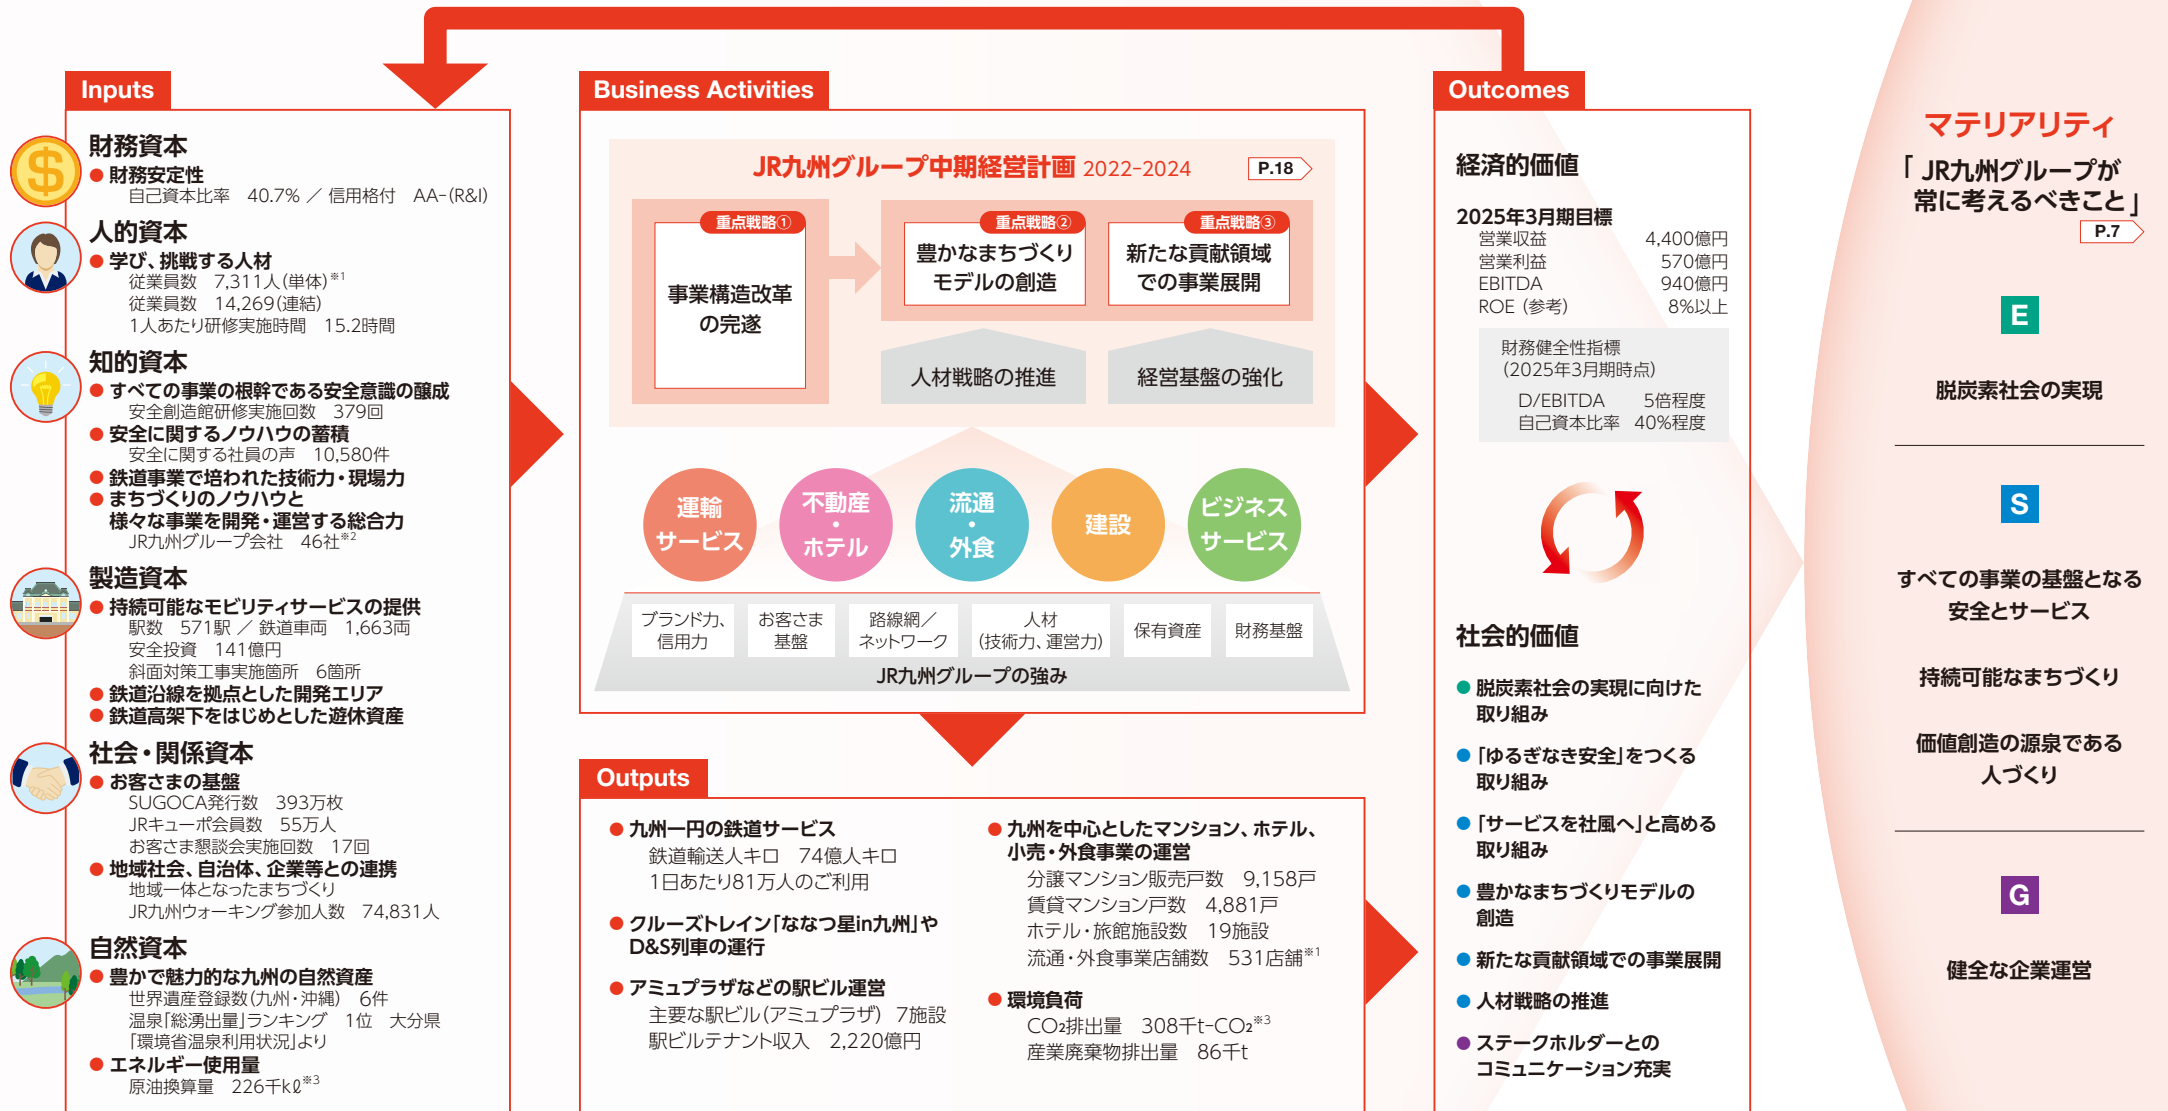 Inputs
財務資本
● 財務安定性
自己資本比率　40.7% ／ 信用格付　AA-(R&I)
人的資本
● 学び、挑戦する人材
従業員数　7,311人(単体)※1
従業員数　14,269(連結)
1人あたり研修実施時間　15.2時間
知的資本
● すべての事業の根幹である安全意識の醸成
安全創造館研修実施回数　379回
● 安全に関するノウハウの蓄積
安全に関する社員の声　10,580件
● 鉄道事業で培われた技術力・現場力
● まちづくりのノウハウと
様々な事業を開発・運営する総合力
JR九州グループ会社　46社※2
製造資本
● 持続可能なモビリティサービスの提供
駅数　571駅 ／ 鉄道車両　1,663両
安全投資　141億円
斜面対策工事実施箇所　6箇所
● 鉄道沿線を拠点とした開発エリア
● 鉄道高架下をはじめとした遊休資産
社会・関係資本
● お客さまの基盤
SUGOCA発行数　393万枚
JRキューポ会員数　55万人
お客さま懇談会実施回数　17回
● 地域社会、自治体、企業等との連携
地域一体となったまちづくり
JR九州ウォーキング参加人数　74,831人
自然資本
● 豊かで魅力的な九州の自然資産
世界遺産登録数(九州・沖縄)　6件
温泉「総湧出量」ランキング　1位　大分県
「環境省温泉利用状況」より
● エネルギー使用量
原油換算量　226千kℓ※3
Business Activities
JR九州グループ中期経営計画 2022-2024
P.18
重点戦略①
事業構造改革
の完遂
重点戦略②
豊かなまちづくり
モデルの創造
重点戦略③
新たな貢献領域
での事業展開
人材戦略の推進
経営基盤の強化
運輸
サービス
不動産
・
ホテル
流通
・
外食
建設
ビジネス
サービス
ブランド力、
信用力
お客さま
基盤
路線網／
ネットワーク
人材
(技術力、運営力)
保有資産
財務基盤
JR九州グループの強み
Outputs
● 九州一円の鉄道サービス
鉄道輸送人キロ　74億人キロ
1日あたり81万人のご利用
● クルーズトレイン「ななつ星in九州」や
D&S列車の運行
● アミュプラザなどの駅ビル運営
主要な駅ビル(アミュプラザ)　7施設
駅ビルテナント収入　2,220億円
● 九州を中心としたマンション、ホテル、
小売・外食事業の運営
分譲マンション販売戸数　9,158戸
賃貸マンション戸数　4,881戸
ホテル・旅館施設数　19施設
流通・外食事業店舗数　531店舗※1
● 環境負荷
CO₂排出量　308千t-CO₂※3
産業廃棄物排出量　86千t
Outcomes
経済的価値
2025年3月期目標
営業収益　4,400億円
営業利益　570億円
EBITDA　940億円
ROE (参考)　8%以上
財務健全性指標
(2025年3月期時点)
D/EBITDA　5倍程度
自己資本比率　40%程度
社会的価値
● 脱炭素社会の実現に向けた
取り組み
● 「ゆるぎなき安全」をつくる
取り組み
● 「サービスを社風へ」と高める
取り組み
● 豊かなまちづくりモデルの
創造
● 新たな貢献領域での事業展開
● 人材戦略の推進
● ステークホルダーとの
コミュニケーション充実
マテリアリティ
「JR九州グループが
常に考えるべきこと」
P.7
E
脱炭素社会の実現
S
すべての事業の基盤となる
安全とサービス
持続可能なまちづくり
価値創造の源泉である
人づくり
G
健全な企業運営